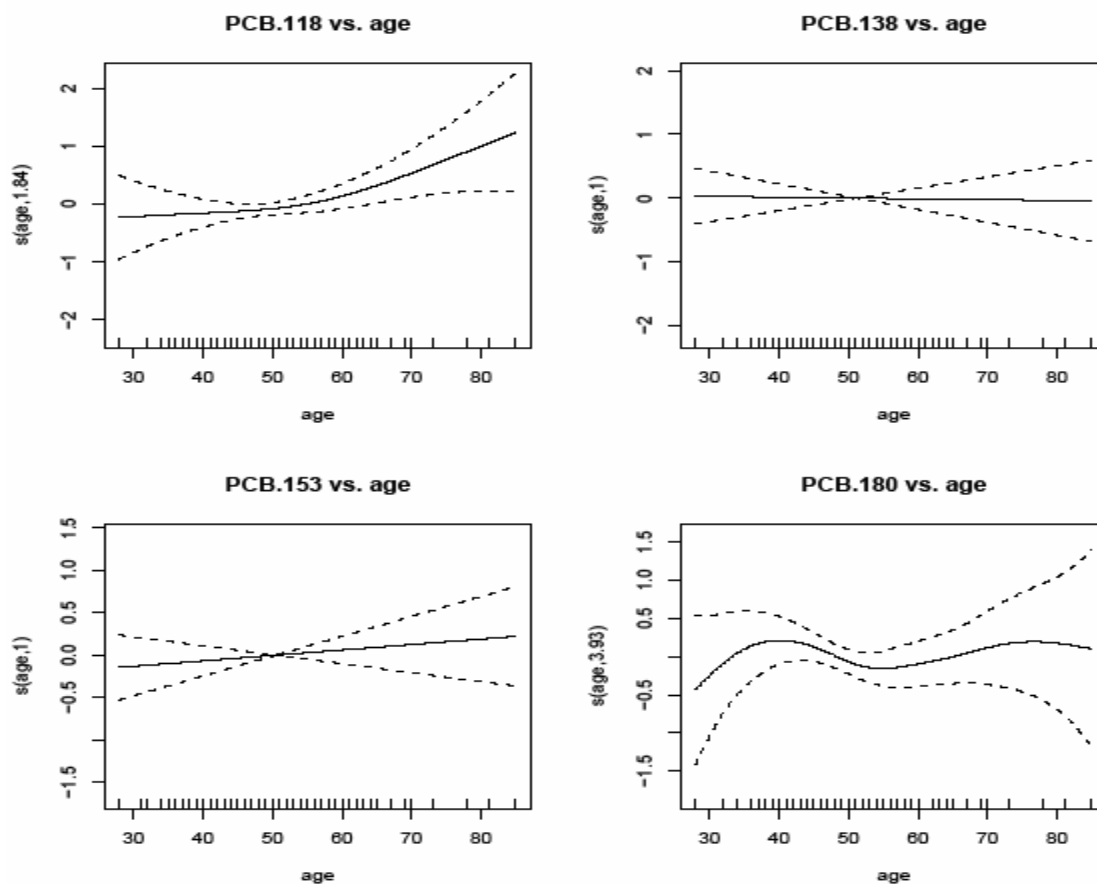 PCB.118 vs. age
s(age,1.84)
2
1
0
−1
−2
30 40 50 60 70 80
age
PCB.138 vs. age
s(age,1)
2
1
0
−1
−2
30 40 50 60 70 80
age
PCB.153 vs. age
s(age,1)
1.5
1.0
0.5
0.0
−0.5
−1.5
30 40 50 60 70 80
age
PCB.180 vs. age
s(age,3.93)
1.5
0.5
−0.5
−1.5
30 40 50 60 70 80
age